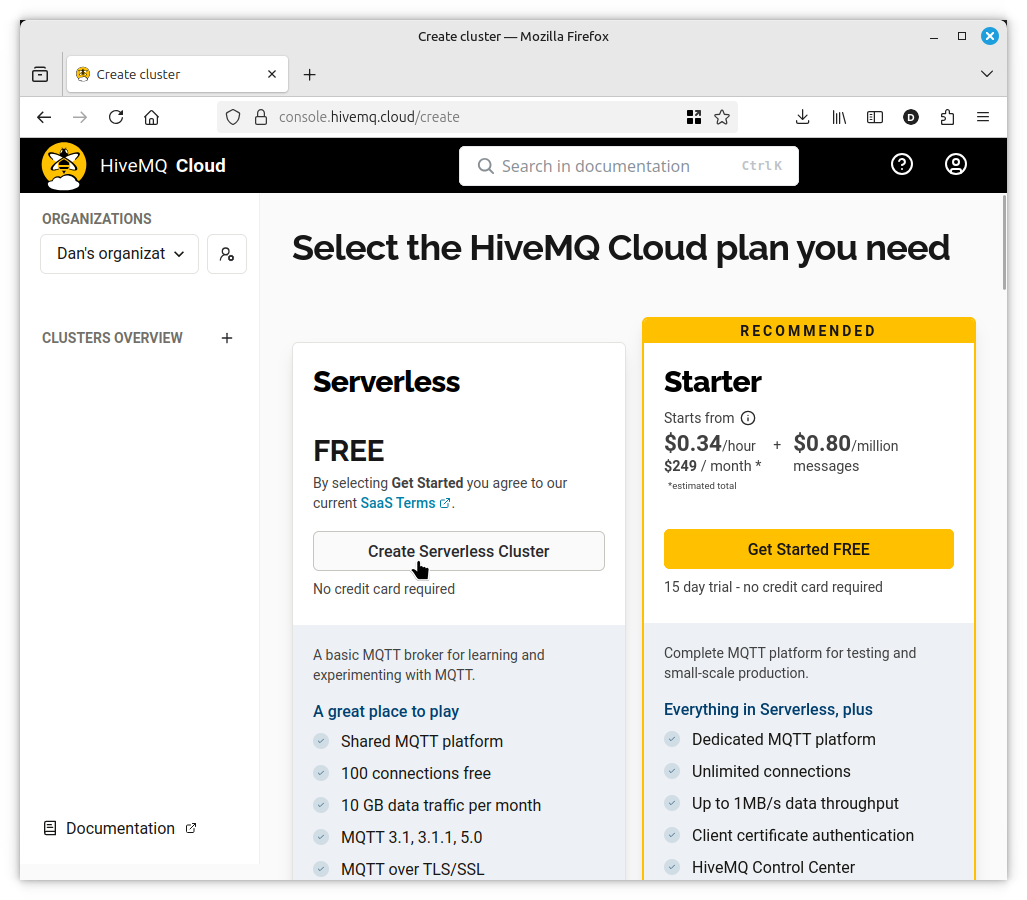 Create cluster — Mozilla Firefox
Create cluster
console.hivemq.cloud/create
D
HiveMQ Cloud
Search in documentation
Ctrl K
ORGANIZATIONS
Dan's organizat
CLUSTERS OVERVIEW
Documentation
Select the HiveMQ Cloud plan you need
Serverless
FREE
By selecting Get Started you agree to our
current SaaS Terms.
Create Serverless Cluster
No credit card required
A basic MQTT broker for learning and
experimenting with MQTT.
A great place to play
Shared MQTT platform
100 connections free
10 GB data traffic per month
MQTT 3.1, 3.1.1, 5.0
MQTT over TLS/SSL
RECOMMENDED
Starter
Starts from
$0.34/hour + $0.80/million
$249 / month * messages
*estimated total
Get Started FREE
15 day trial - no credit card required
Complete MQTT platform for testing and
small-scale production.
Everything in Serverless, plus
Dedicated MQTT platform
Unlimited connections
Up to 1MB/s data throughput
Client certificate authentication
HiveMQ Control Center